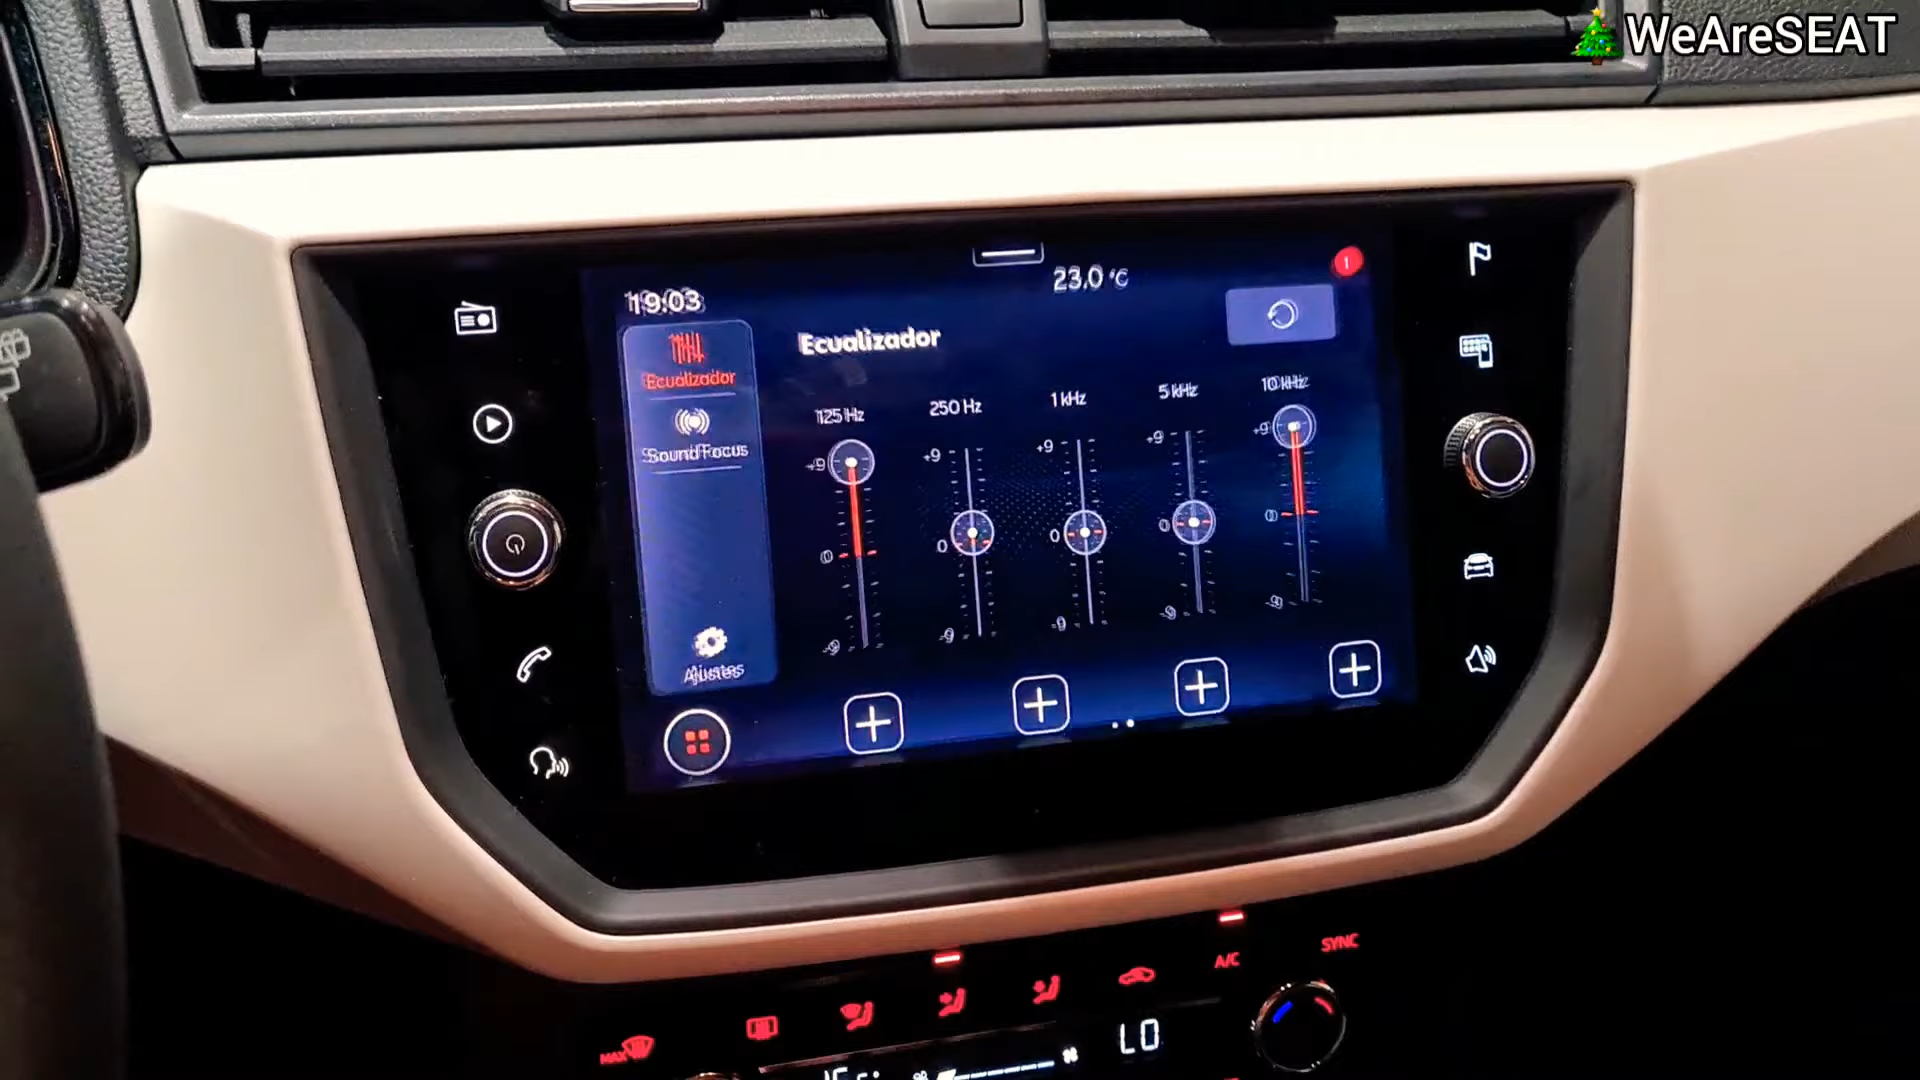 WeAreSEAT
19:03
23.0 °C
Ecualizador
Ecualizador
SoundFocus
Ajustes
125 Hz
250 Hz
1 kHz
5 kHz
10 kHz
+9
+9
+9
+9
+9
0
0
0
0
0
-9
-9
-9
-9
-9
A/C
SYNC
MAX
LO